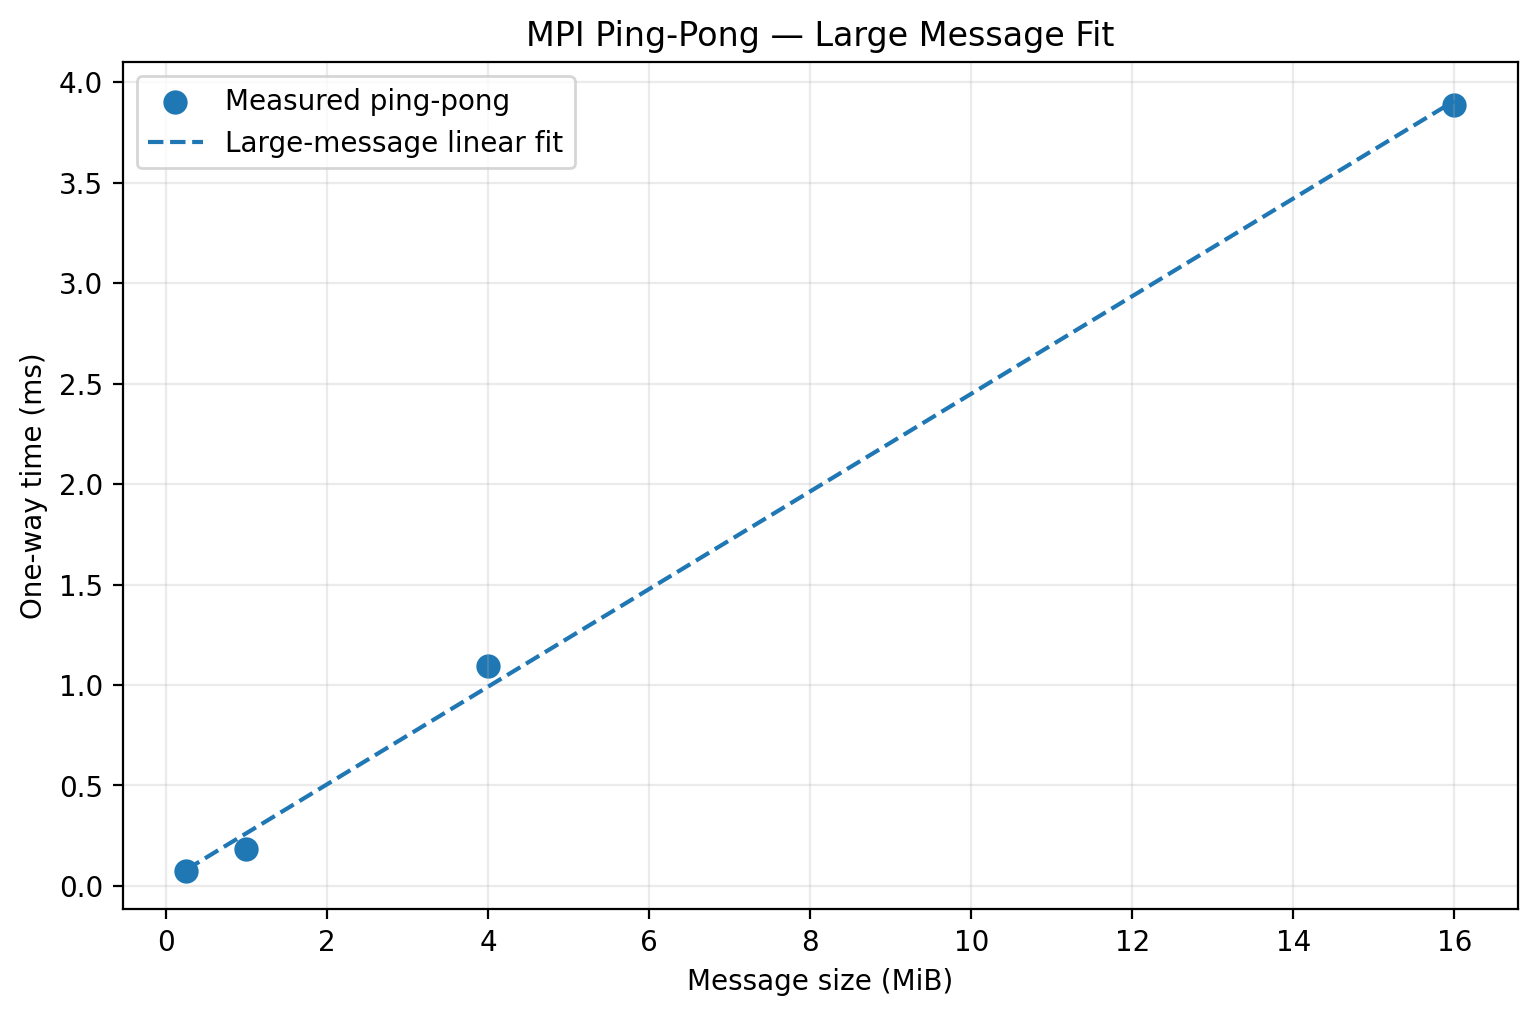 MPI Ping-Pong — Large Message Fit
Measured ping-pong
Large-message linear fit
4.0
3.5
3.0
2.5
2.0
1.5
1.0
0.5
0.0
One-way time (ms)
0 2 4 6 8 10 12 14 16
Message size (MiB)